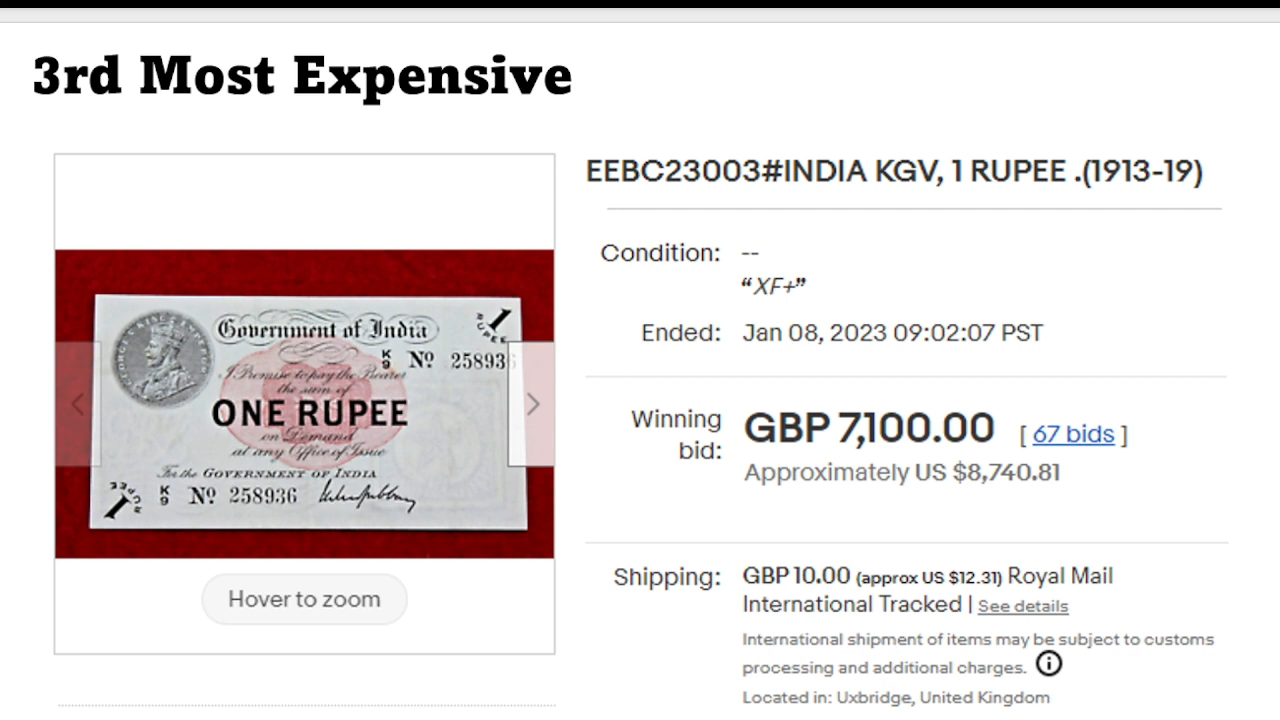 3rd Most Expensive
EEBC23003#INDIA KGV, 1 RUPEE .(1913-19)
Condition: --
“XF+”
Ended: Jan 08, 2023 09:02:07 PST
Winning bid: GBP 7,100.00 [ 67 bids ]
Approximately US $8,740.81
Shipping: GBP 10.00 (approx US $12.31) Royal Mail
International Tracked | See details
International shipment of items may be subject to customs
processing and additional charges.
Located in: Uxbridge, United Kingdom
Government of India
1 RUPEE
K 9 No 258936
I Promise to pay the Bearer
the sum of
ONE RUPEE
on Demand
at any Office of Issue
For the GOVERNMENT OF INDIA
1 RUPEE
K 9 No 258936
Hover to zoom